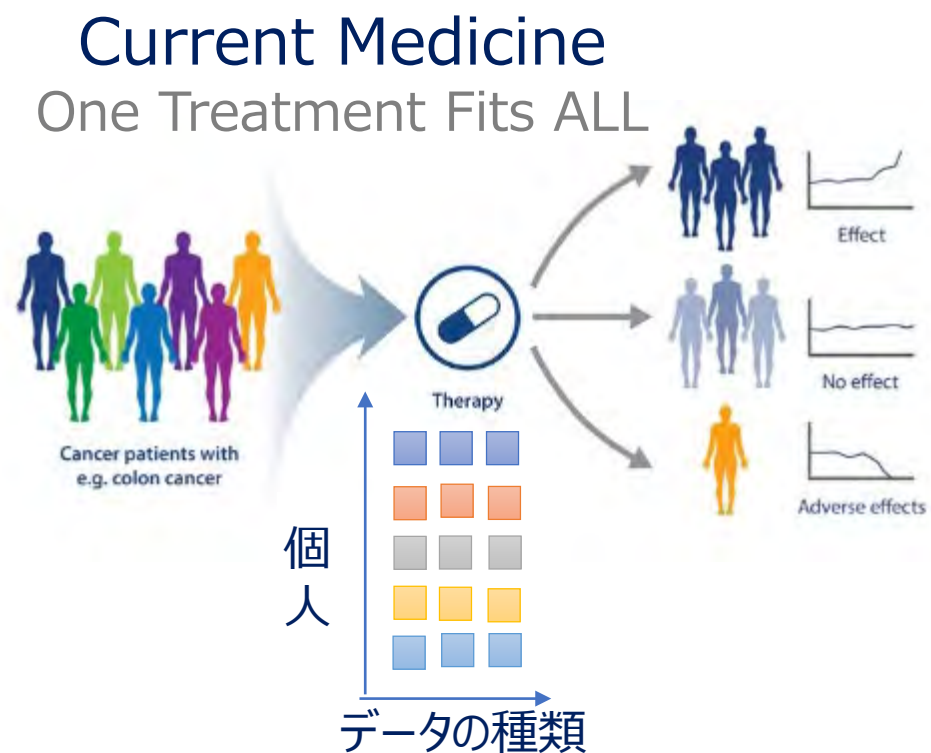 Current Medicine
One Treatment Fits ALL
Effect
No effect
Therapy
Cancer patients with
e.g. colon cancer
Adverse effects
個
人
データの種類